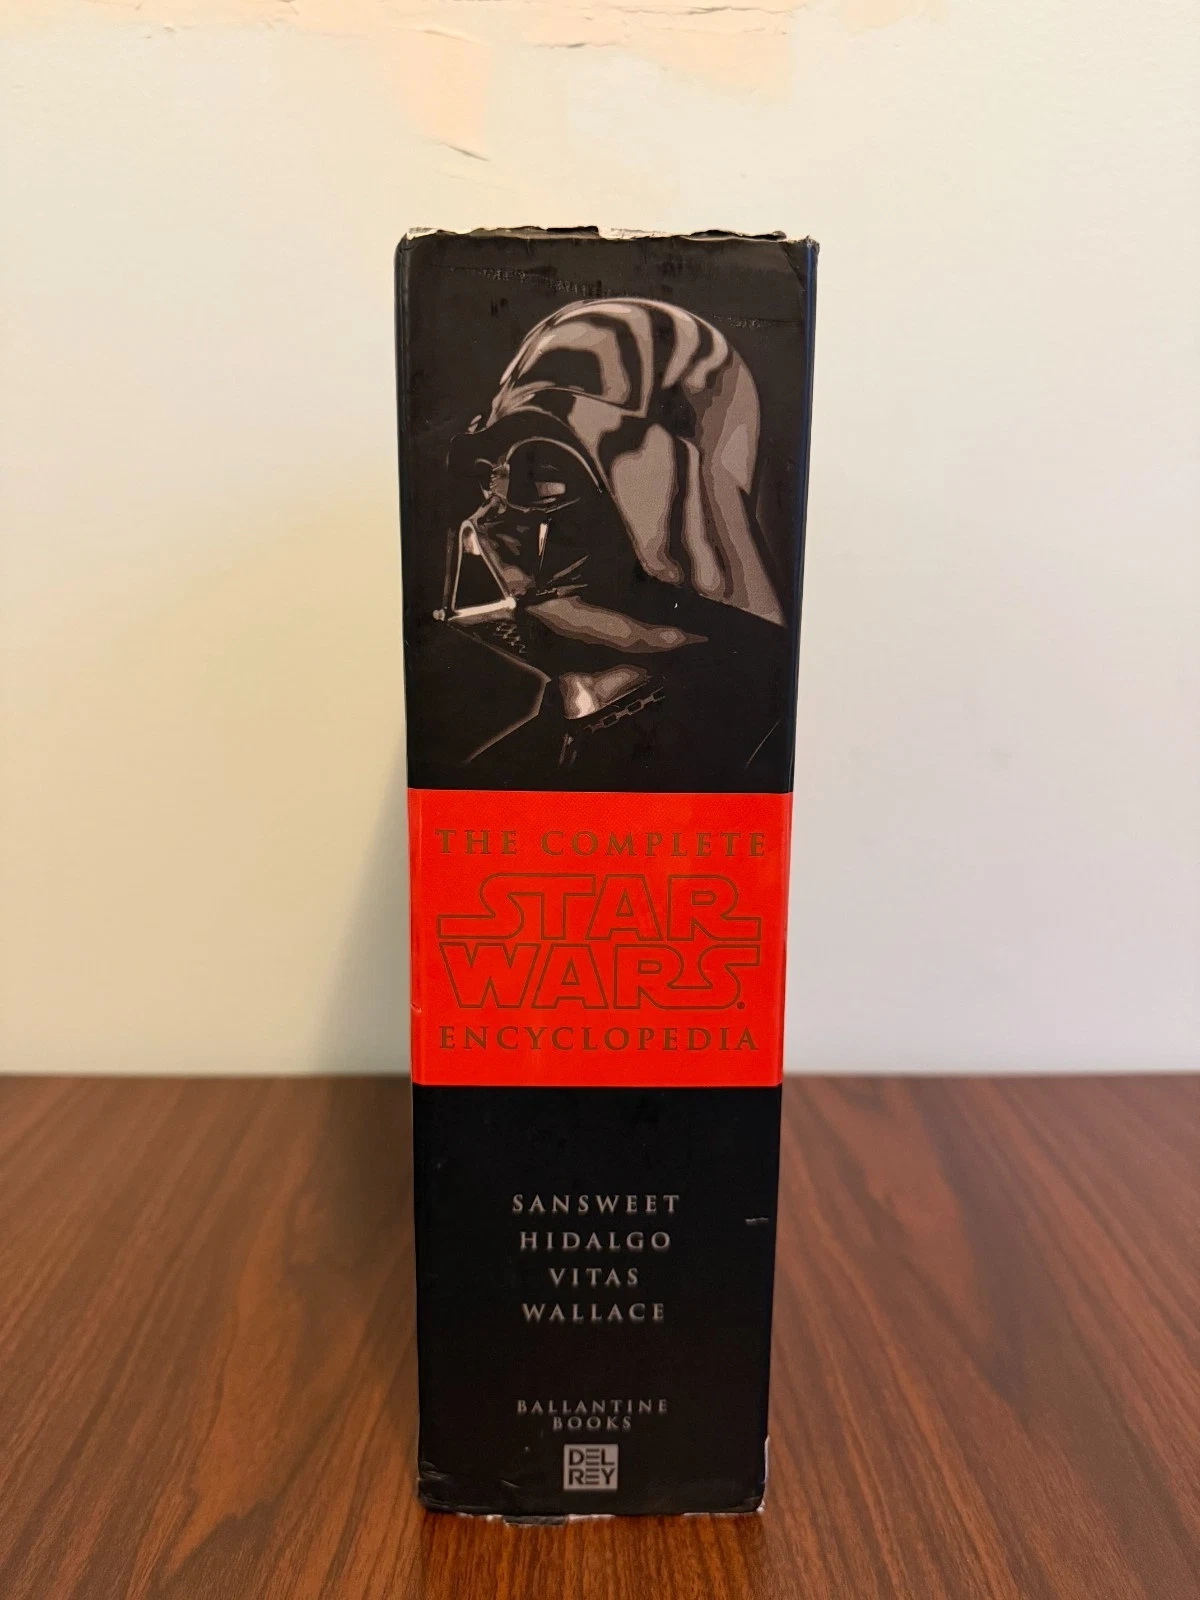 THE COMPLETE
STAR
WARS®
ENCYCLOPEDIA
SANSWEET
HIDALGO
VITAS
WALLACE
BALLANTINE
BOOKS
DEL
REY